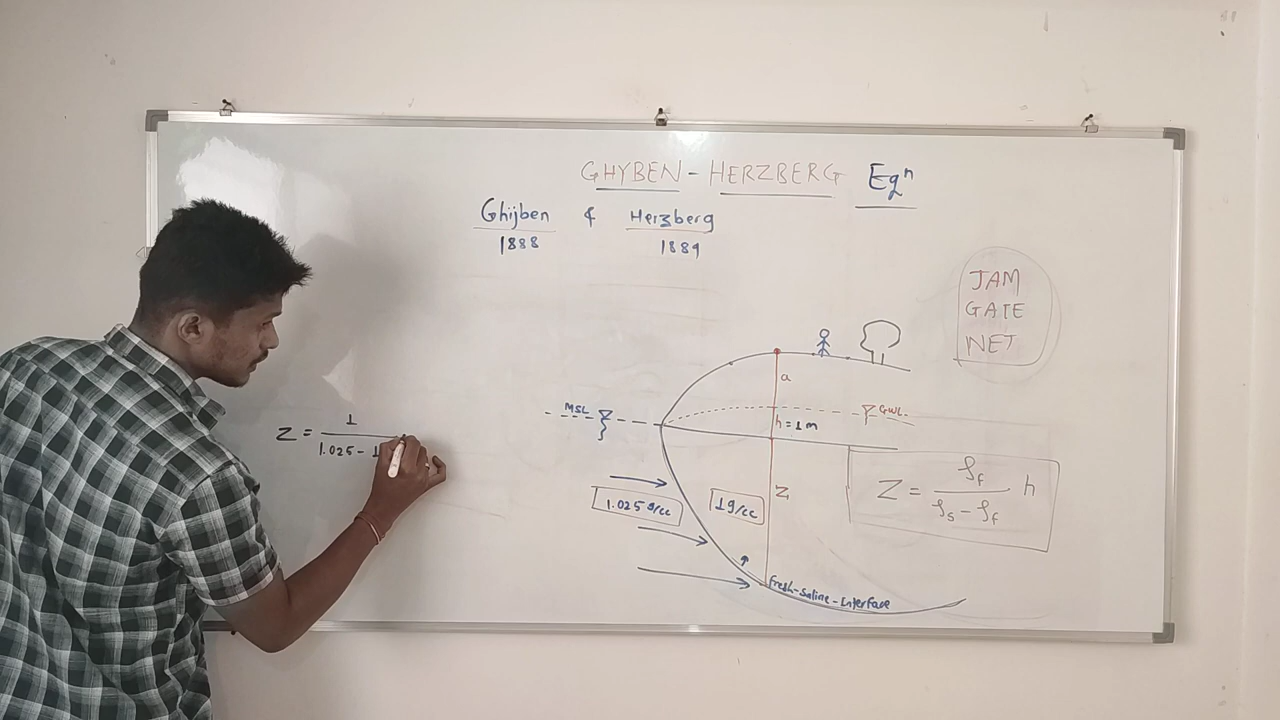 GHYBEN - HERZBERG Eqⁿ
Ghijben & Herzberg
1888 1889
JAM
GATE
NET
a
MSL
GWL
h = 1m
Z = 1 / 1.025 - 1
Z = ρf / ρs - ρf h
Z
1.025 g/cc
1g/cc
Fresh-Saline-Interface